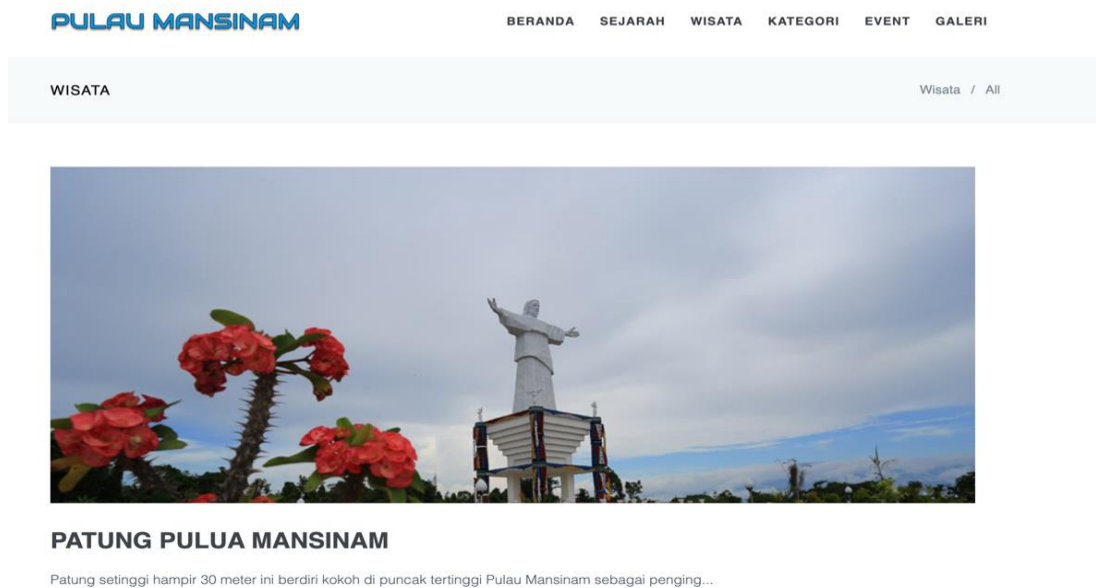 PULAU MANSINAM
BERANDA SEJARAH WISATA KATEGORI EVENT GALERI
WISATA
Wisata / All
PATUNG PULUA MANSINAM
Patung setinggi hampir 30 meter ini berdiri kokoh di puncak tertinggi Pulau Mansinam sebagai penging...